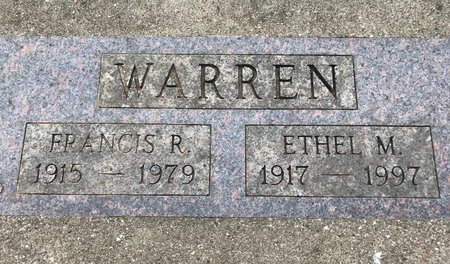 WARREN
FRANCIS R.
1915 — 1979
ETHEL M.
1917 — 1997